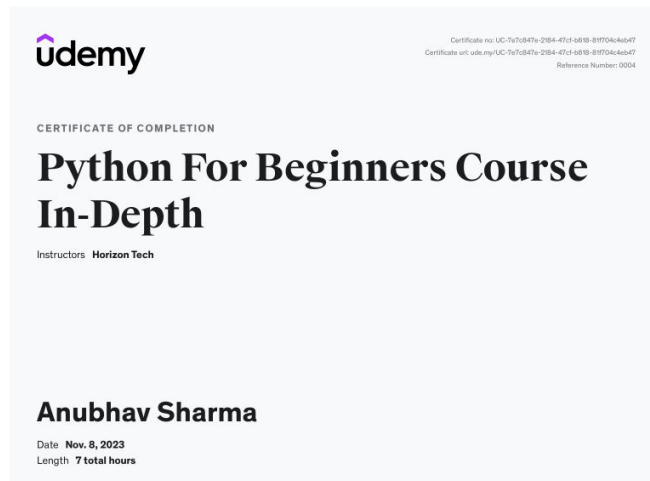 udemy
Certificate no: UC-7e7c847e-2184-47cf-b618-81f704c4eb47
Certificate url: ude.my/UC-7e7c847e-2184-47cf-b618-81f704c4eb47
Reference Number: 0004
CERTIFICATE OF COMPLETION
Python For Beginners Course
In-Depth
Instructors Horizon Tech
Anubhav Sharma
Date Nov. 8, 2023
Length 7 total hours